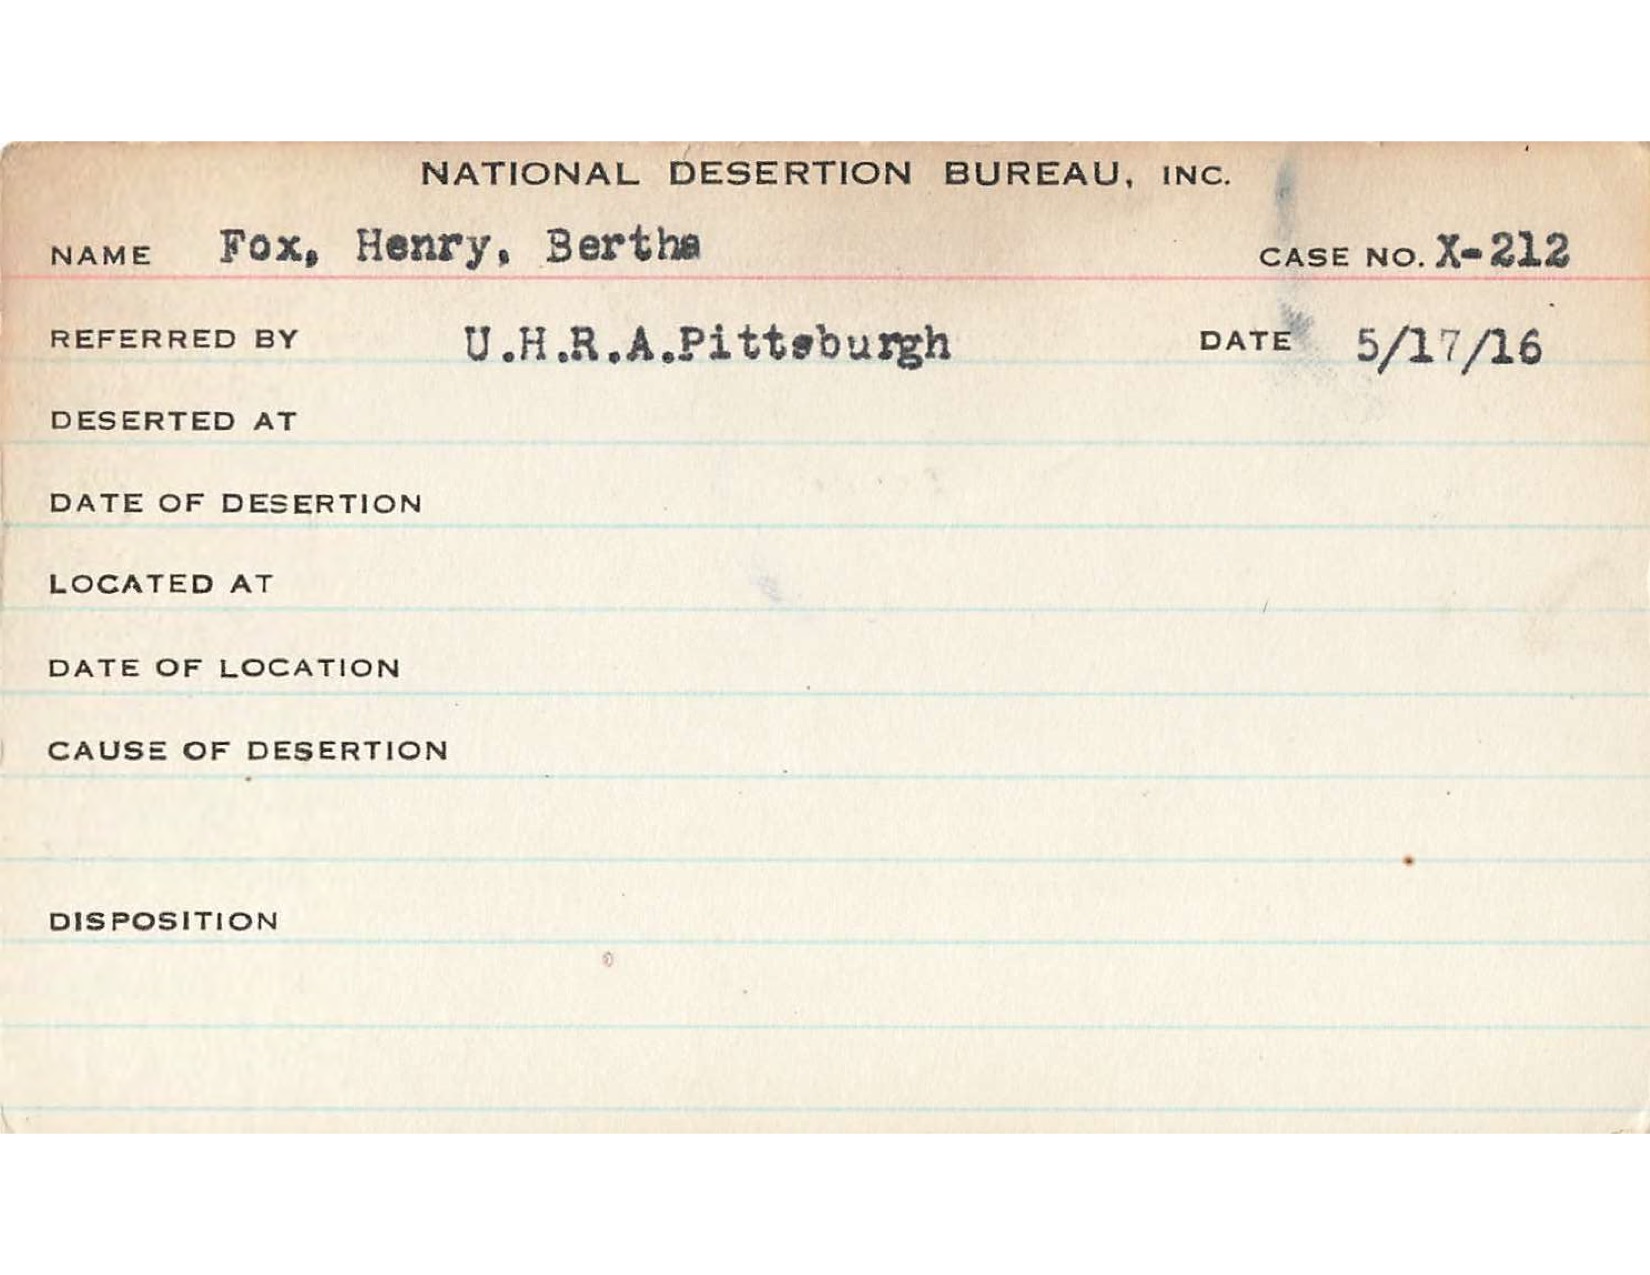 NATIONAL DESERTION BUREAU, INC.
NAME Fox, Henry, Bertha CASE NO. X-212
REFERRED BY U.H.R.A.Pittsburgh DATE 5/17/16
DESERTED AT
DATE OF DESERTION
LOCATED AT
DATE OF LOCATION
CAUSE OF DESERTION
DISPOSITION